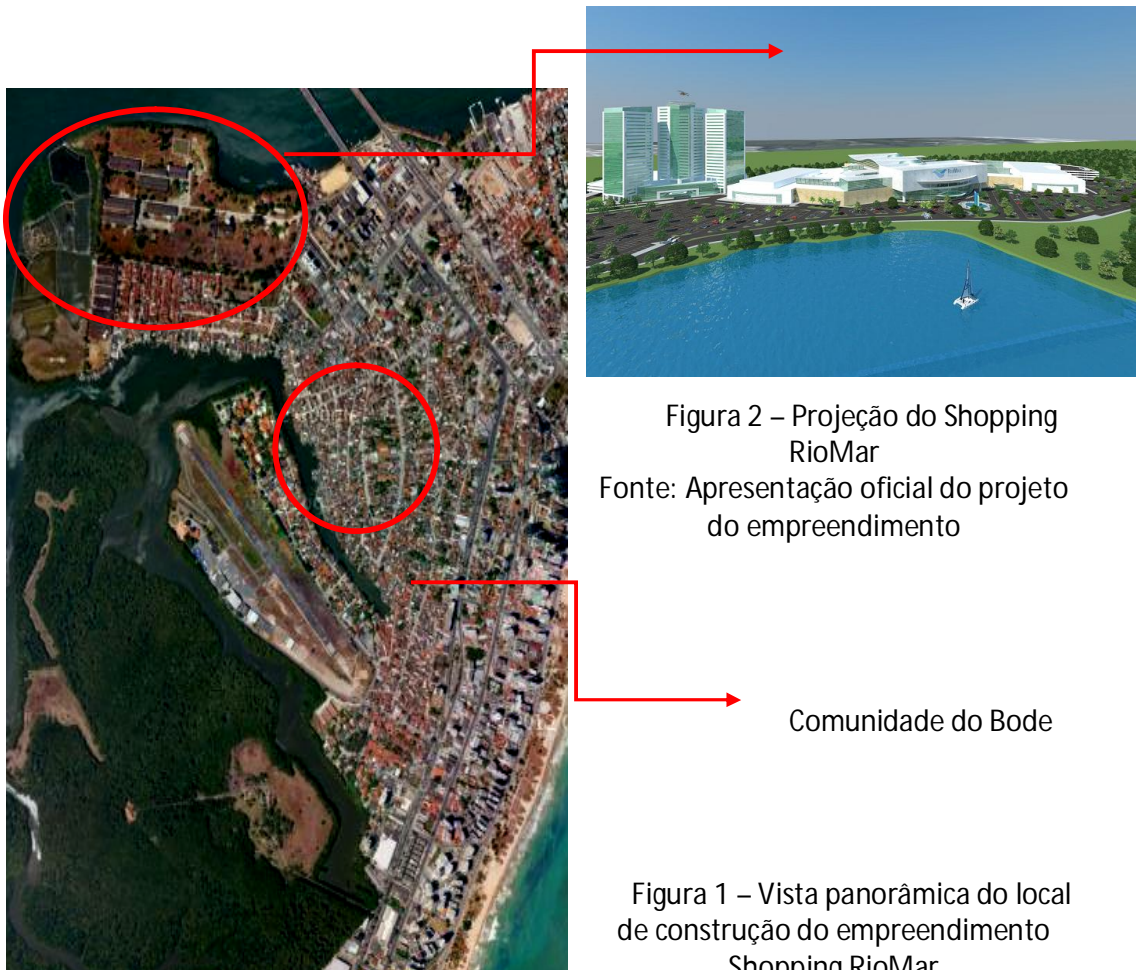 Figura 2 – Projeção do Shopping
RioMar
Fonte: Apresentação oficial do projeto
do empreendimento
Comunidade do Bode
Figura 1 – Vista panorâmica do local
de construção do empreendimento
Shopping RioMar